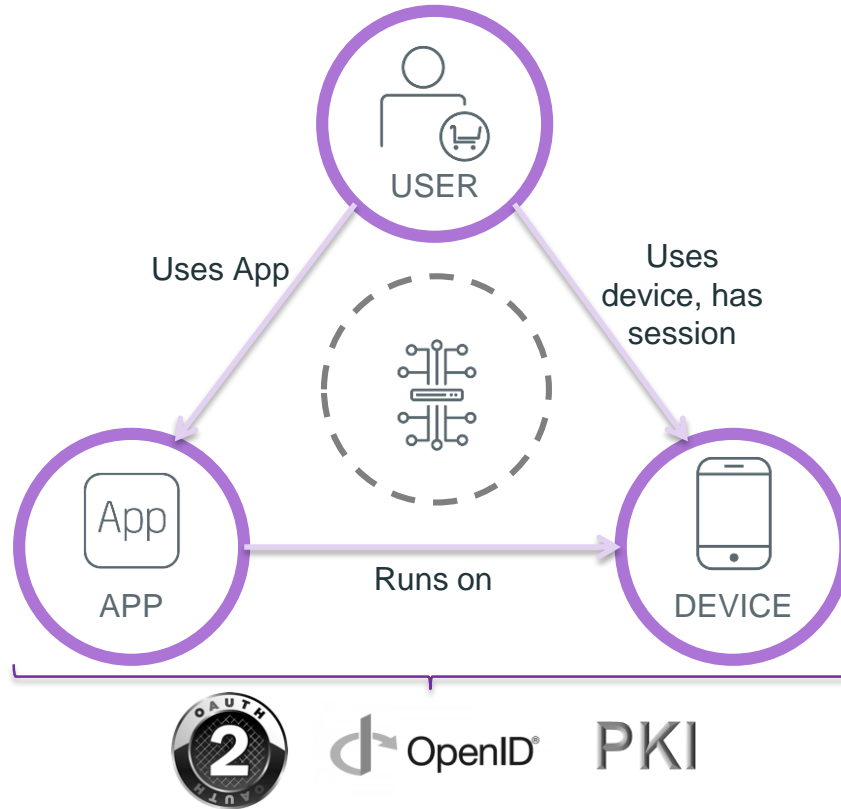 USER
Uses App
Uses
device, has
session
App
APP
Runs on
DEVICE
OAUTH
2
OAUTH
OpenID®
PKI